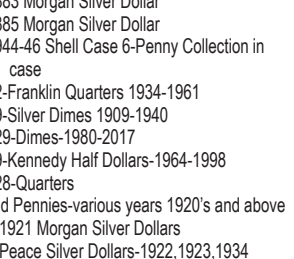 883 Morgan Silver Dollar
885 Morgan Silver Dollar
944-46 Shell Case 6-Penny Collection in
case
2-Franklin Quarters 1934-1961
9-Silver Dimes 1909-1940
29-Dimes-1980-2017
9-Kennedy Half Dollars-1964-1998
28-Quarters
d Pennies-various years 1920's and above
1921 Morgan Silver Dollars
Peace Silver Dollars-1922,1923,1934